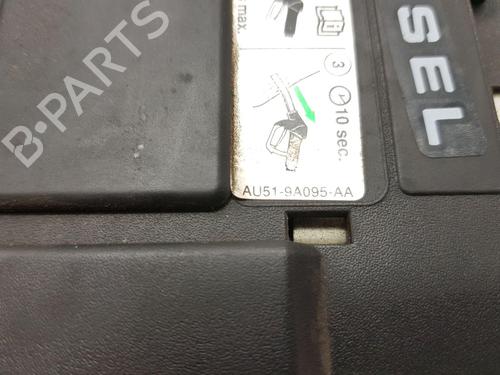 max.
3
10 sec.
AU51-9A095-AA
SEL
B-PARTS